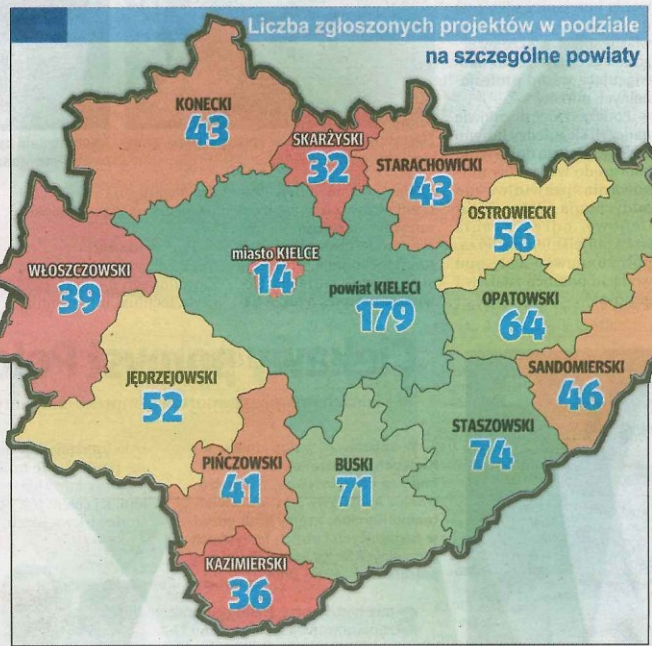 Liczba zgłoszonych projektów w podziale
na szczególne powiaty
KONECKI
43
SKARŻYSKI
32
STARACHOWICKI
43
OSTROWIECKI
56
WŁOSZCZOWSKI
39
miasto KIELCE
14
powiat KIELECI
179
OPATOWSKI
64
SANDOMIERSKI
46
JĘDRZEJOWSKI
52
STASZOWSKI
74
PIŃCZOWSKI
41
BUSKI
71
KAZIMIERSKI
36